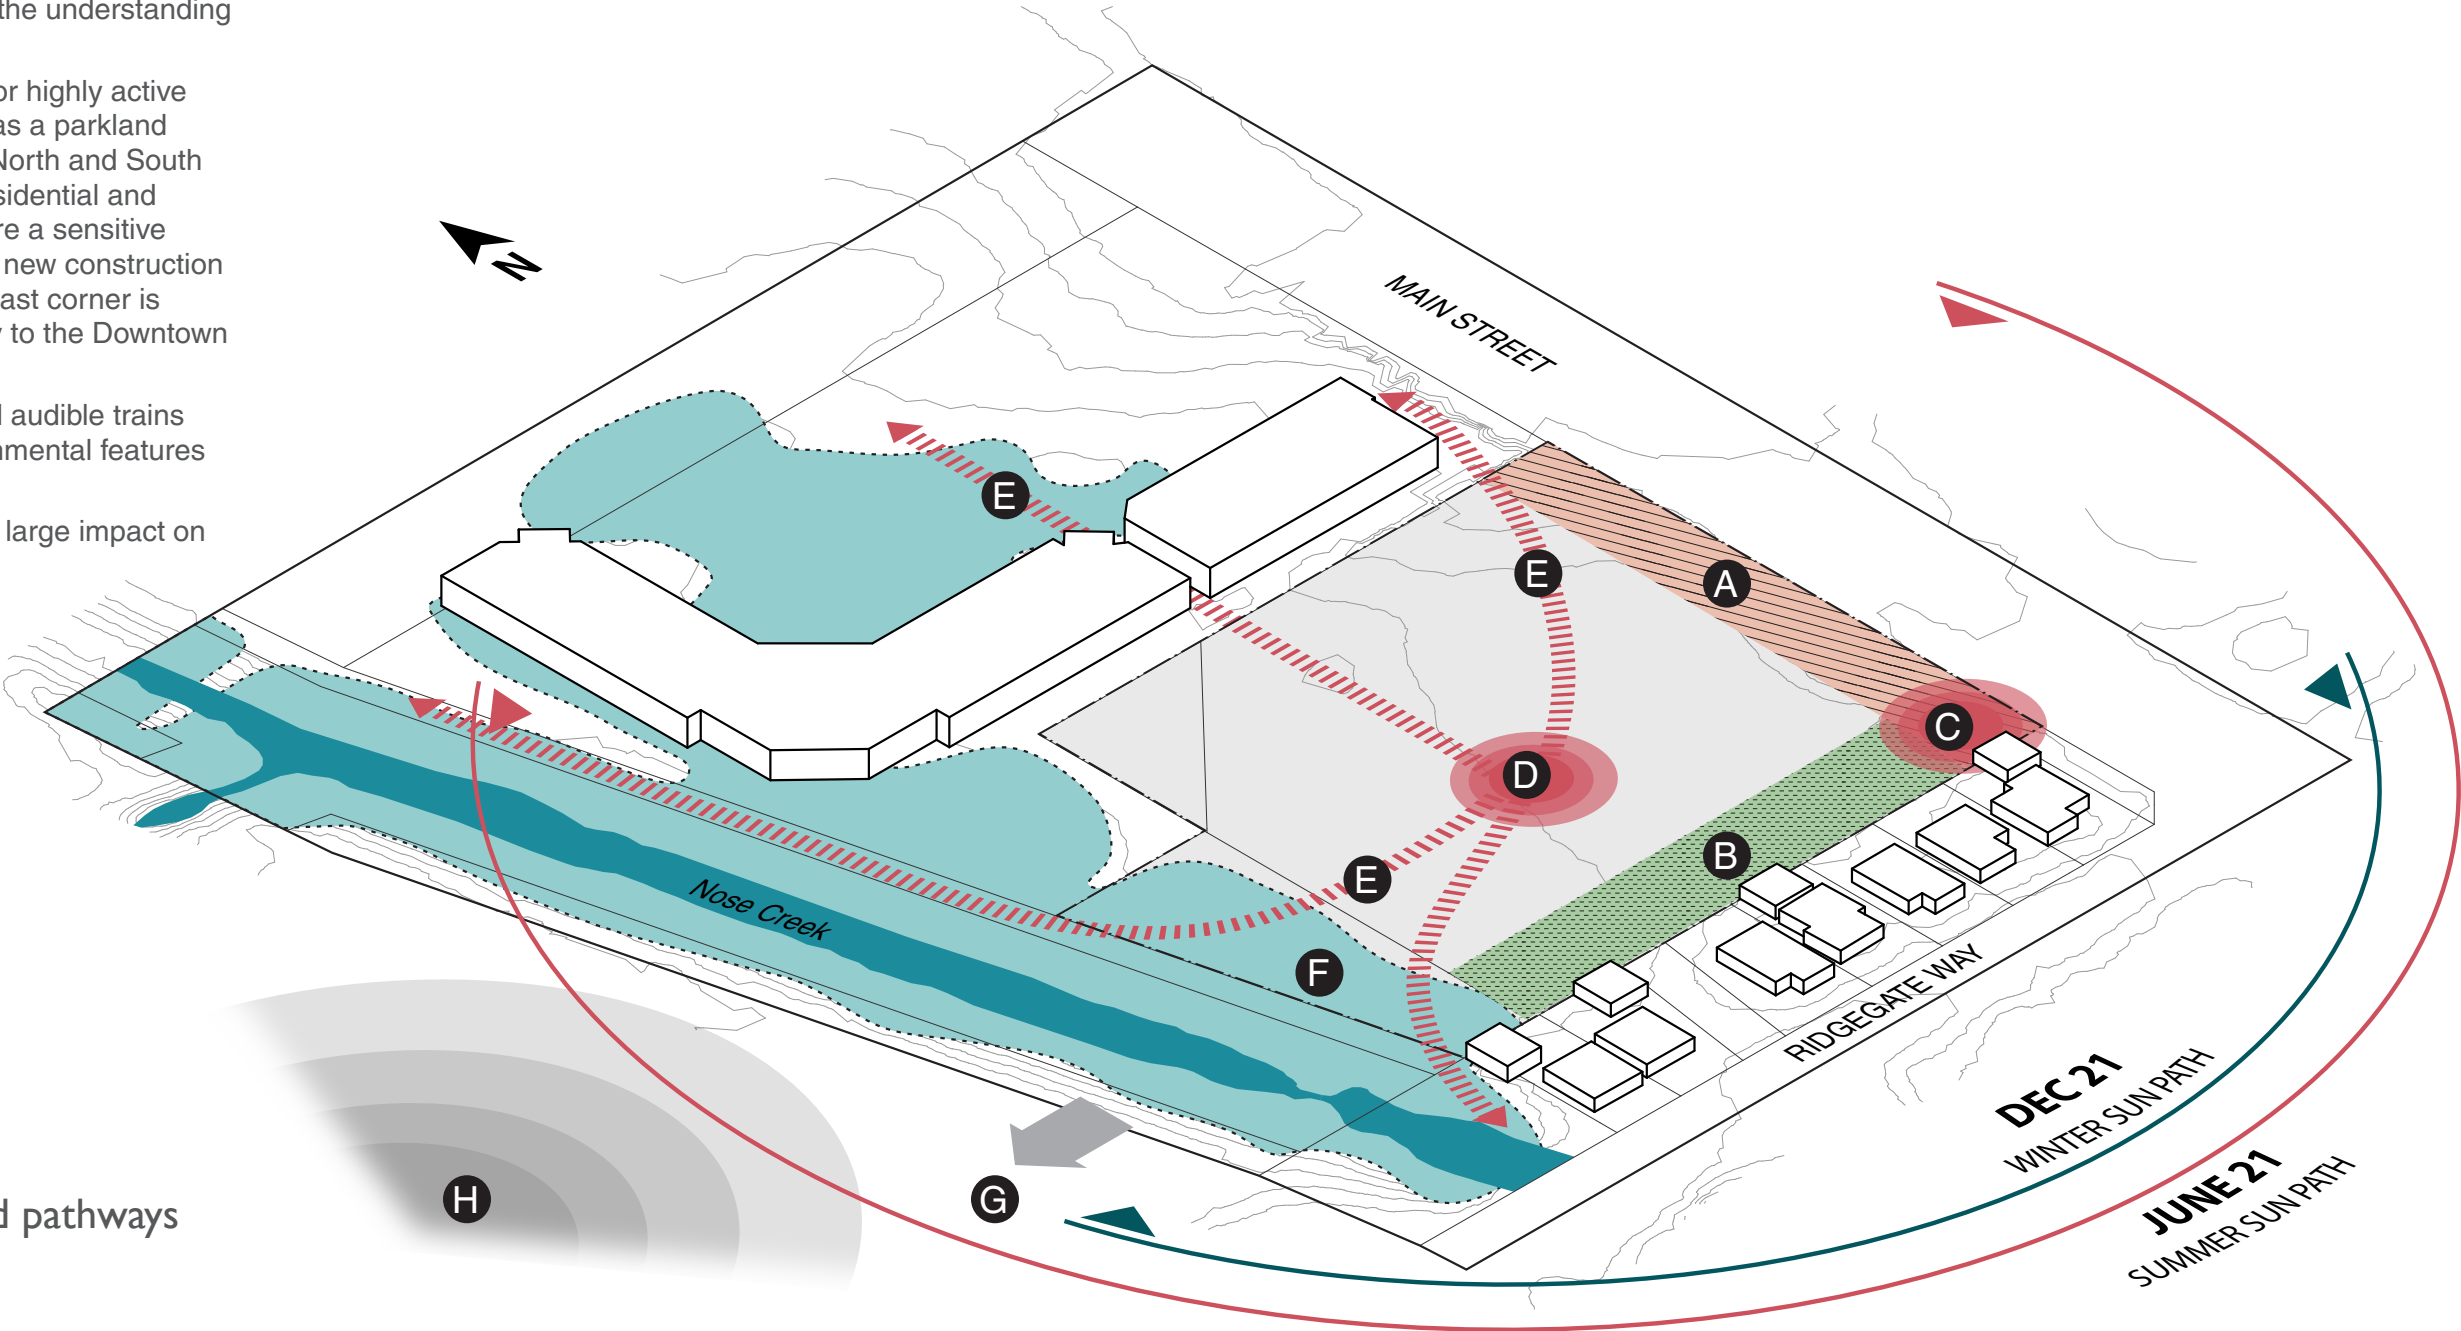 the understanding
or highly active
as a parkland
North and South
sidential and
re a sensitive
new construction
ast corner is
y to the Downtown
audible trains
nmental features
large impact on
d pathways
N
MAIN STREET
E
E
A
C
D
B
E
F
Nose Creek
RIDGEGATE WAY
G
H
DEC 21
WINTER SUN PATH
JUNE 21
SUMMER SUN PATH